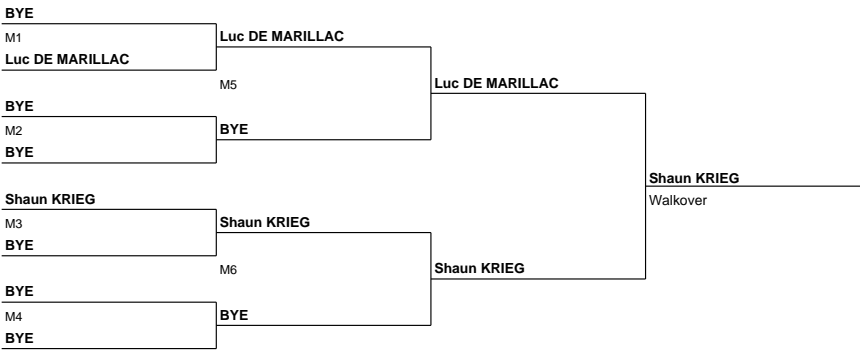 BYE
M1
Luc DE MARILLAC
BYE
M2
BYE
Shaun KRIEG
M3
BYE
BYE
M4
BYE
Luc DE MARILLAC
M5
BYE
Shaun KRIEG
M6
BYE
Luc DE MARILLAC
Shaun KRIEG
Shaun KRIEG
Walkover